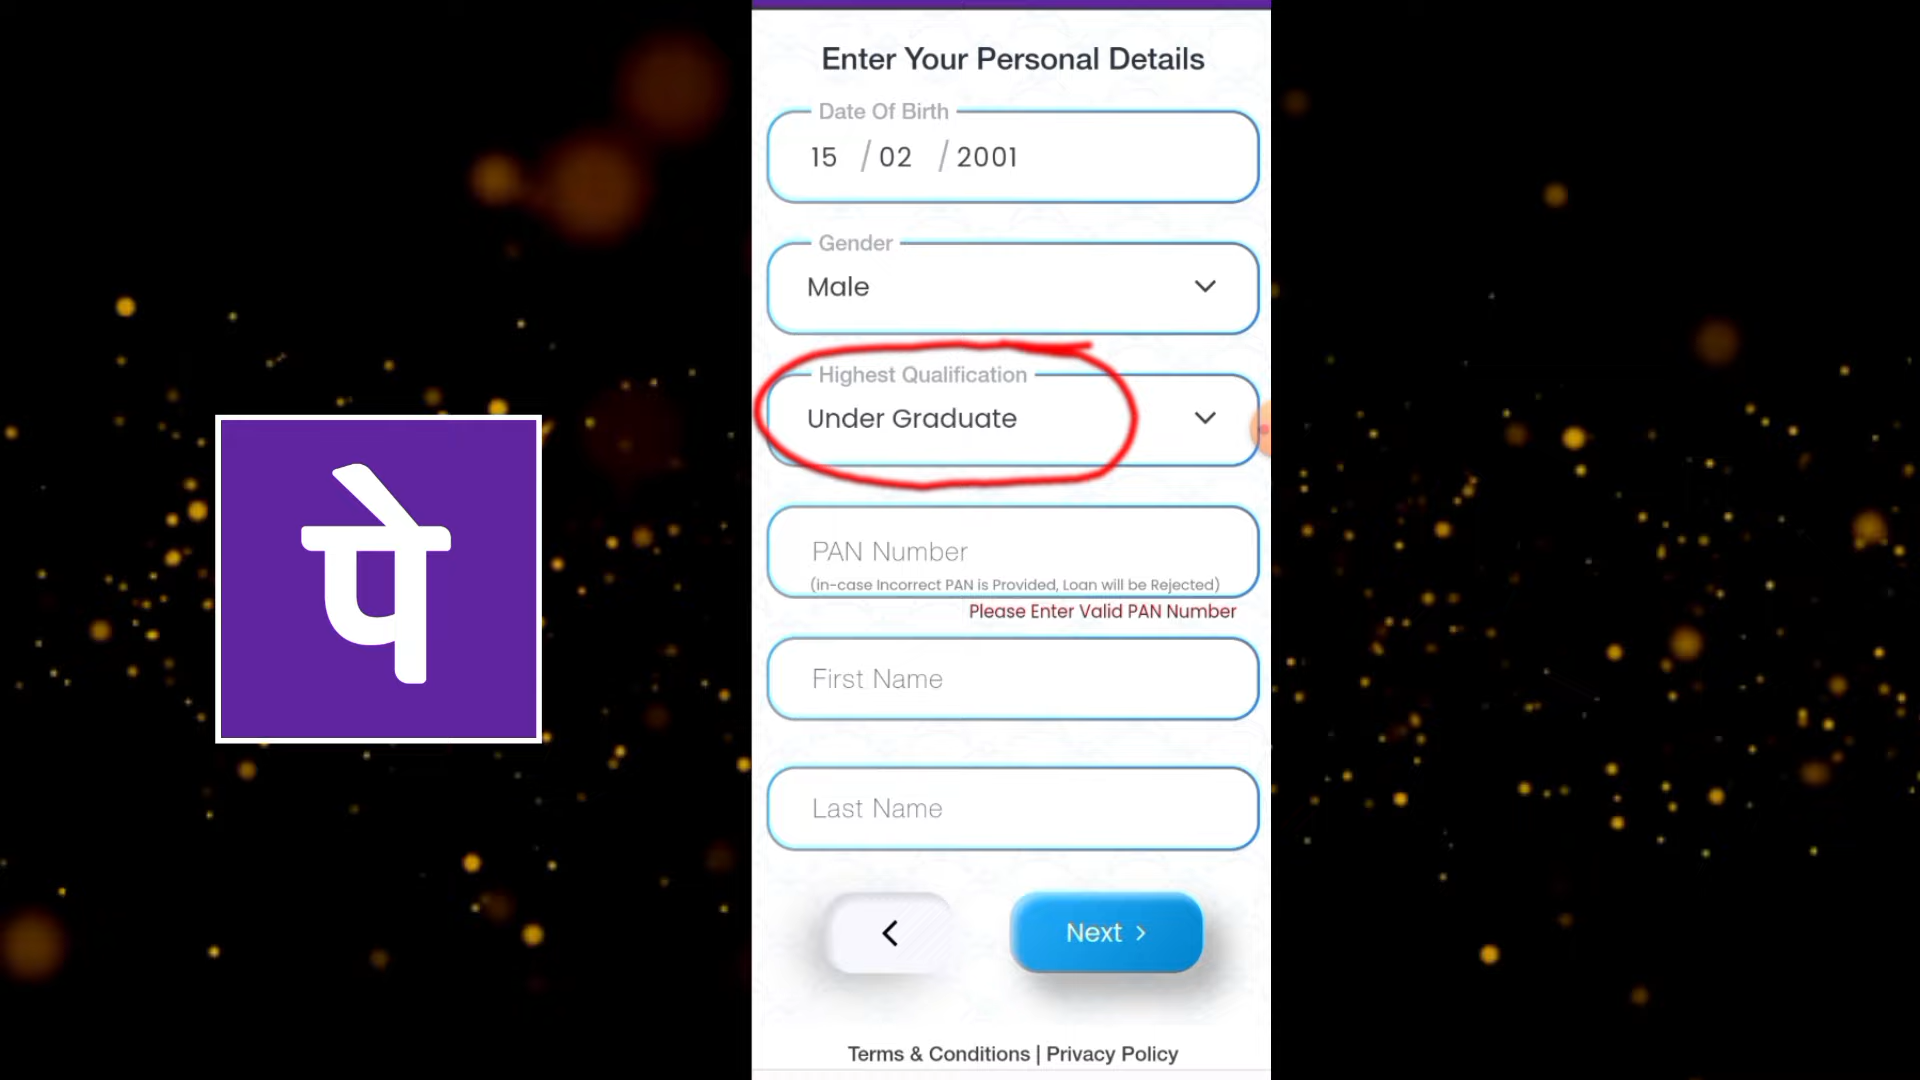 पे
Enter Your Personal Details
Date Of Birth
15 / 02 / 2001
Gender
Male
Highest Qualification
Under Graduate
PAN Number
(in-case Incorrect PAN is Provided, Loan will be Rejected)
Please Enter Valid PAN Number
First Name
Last Name
Next >
Terms & Conditions | Privacy Policy